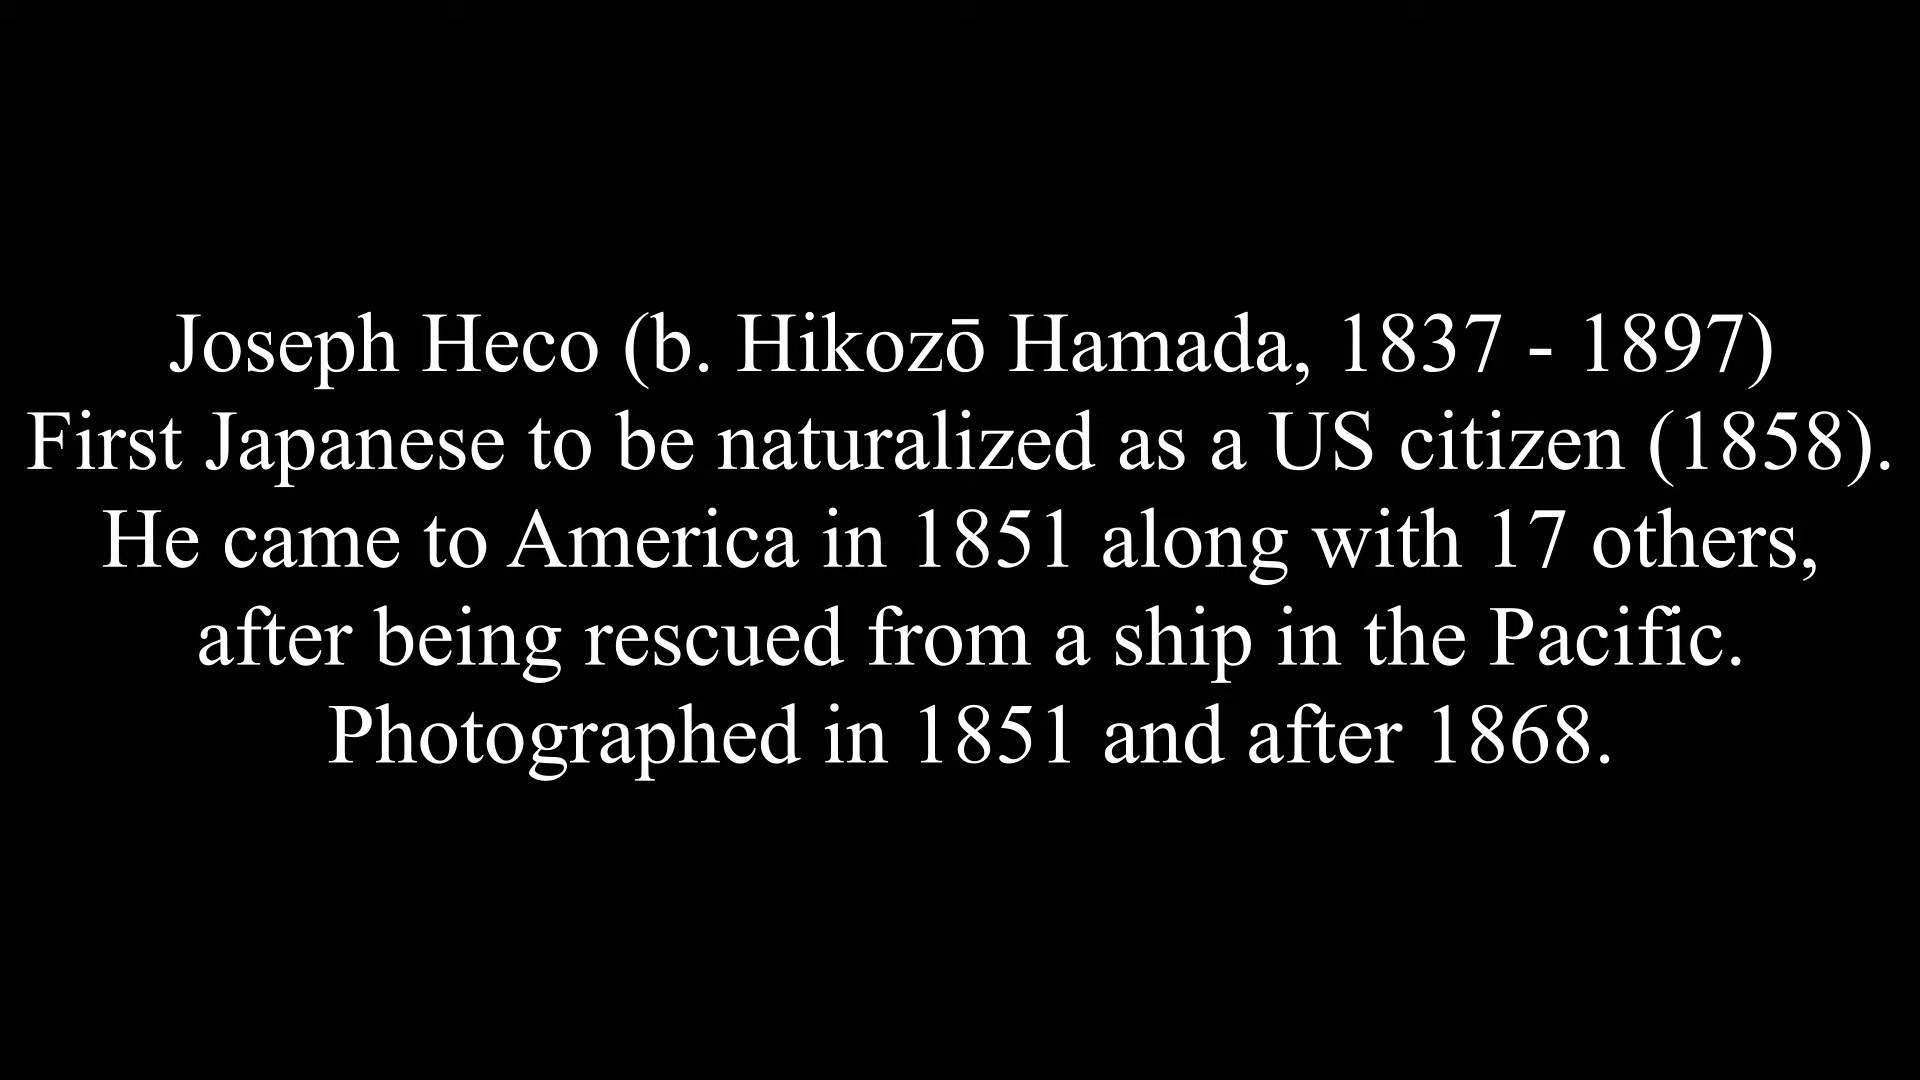 Joseph Heco (b. Hikozō Hamada, 1837 - 1897)
First Japanese to be naturalized as a US citizen (1858).
He came to America in 1851 along with 17 others,
after being rescued from a ship in the Pacific.
Photographed in 1851 and after 1868.